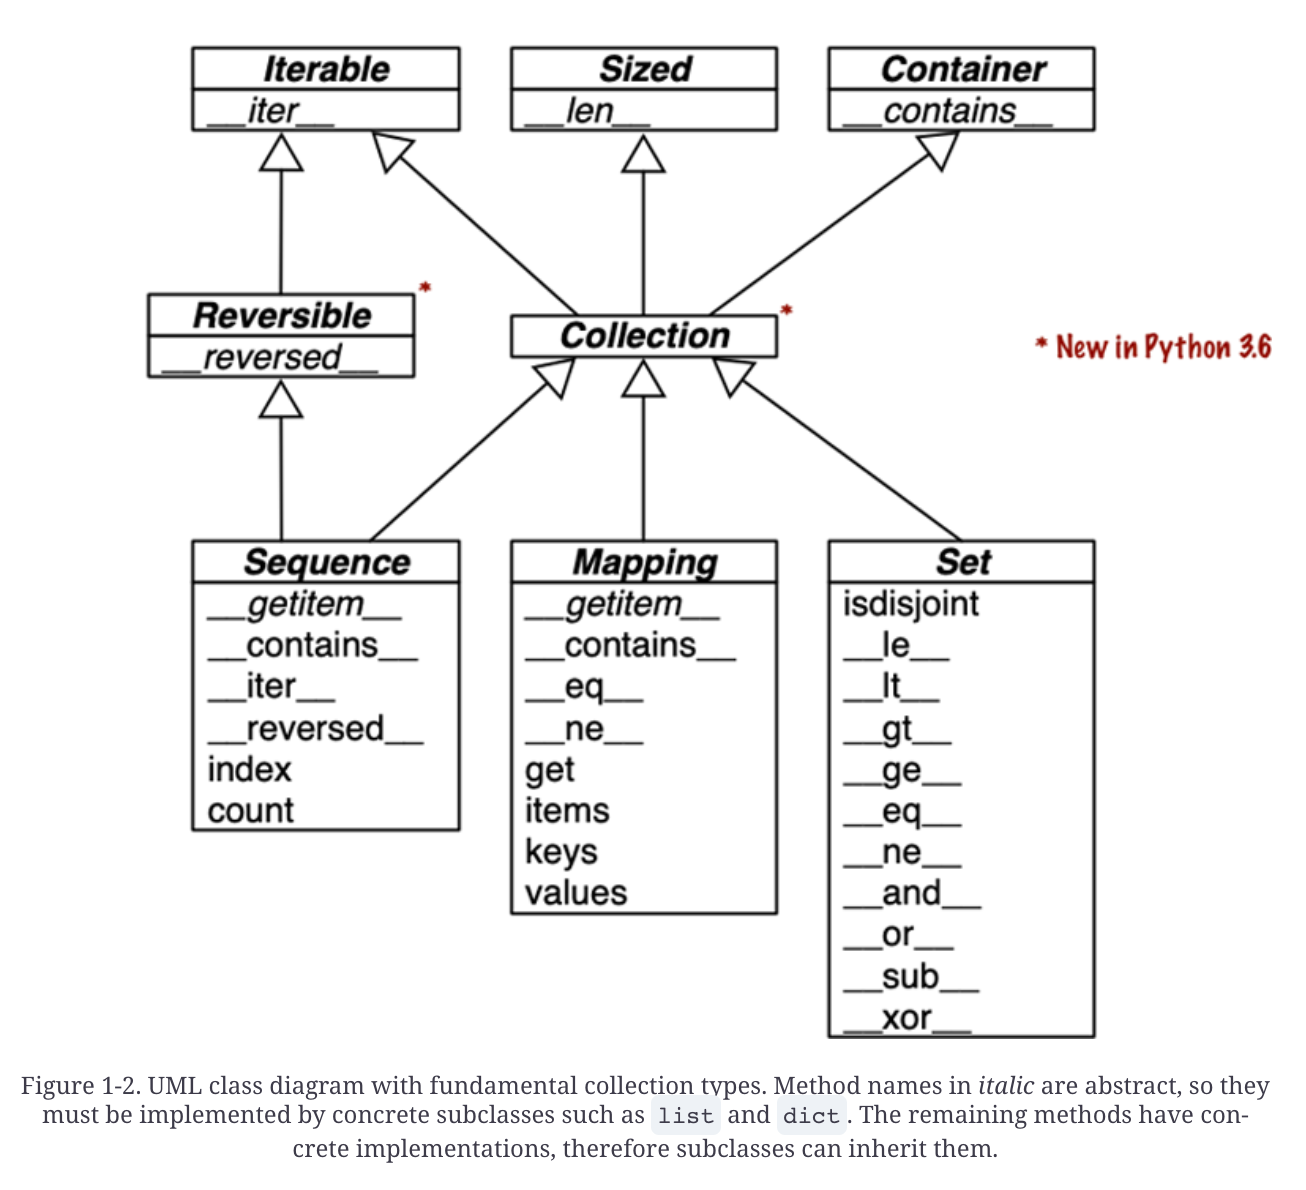 Iterable
__iter__
Sized
__len__
Container
__contains__
Reversible
*
__reversed__
Collection
*
* New in Python 3.6
Sequence
__getitem__
__contains__
__iter__
__reversed__
index
count
Mapping
__getitem__
__contains__
__eq__
__ne__
get
items
keys
values
Set
isdisjoint
__le__
__lt__
__gt__
__ge__
__eq__
__ne__
__and__
__or__
__sub__
__xor__
Figure 1-2. UML class diagram with fundamental collection types. Method names in italic are abstract, so they
must be implemented by concrete subclasses such as list and dict. The remaining methods have con-
crete implementations, therefore subclasses can inherit them.